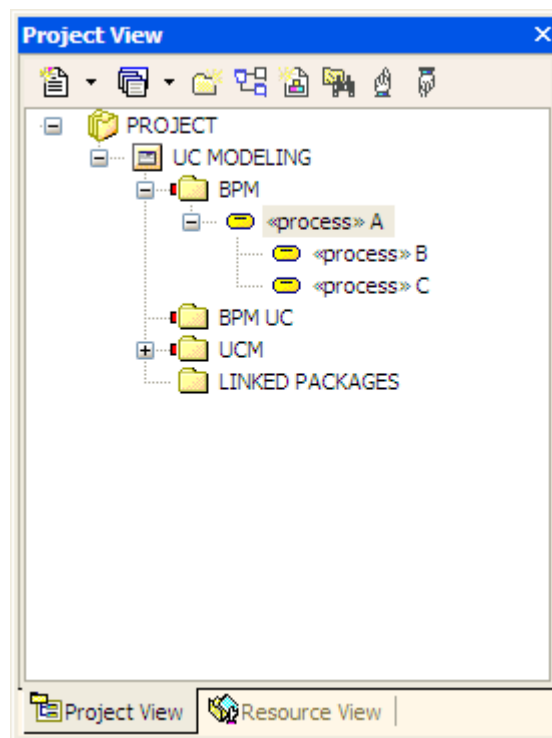 Project View
PROJECT
UC MODELING
BPM
«process» A
«process» B
«process» C
BPM UC
UCM
LINKED PACKAGES
Project View Resource View